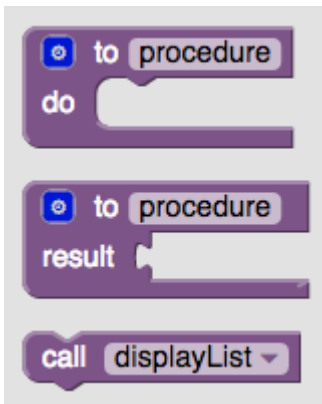 to procedure
do
to procedure
result
call displayList